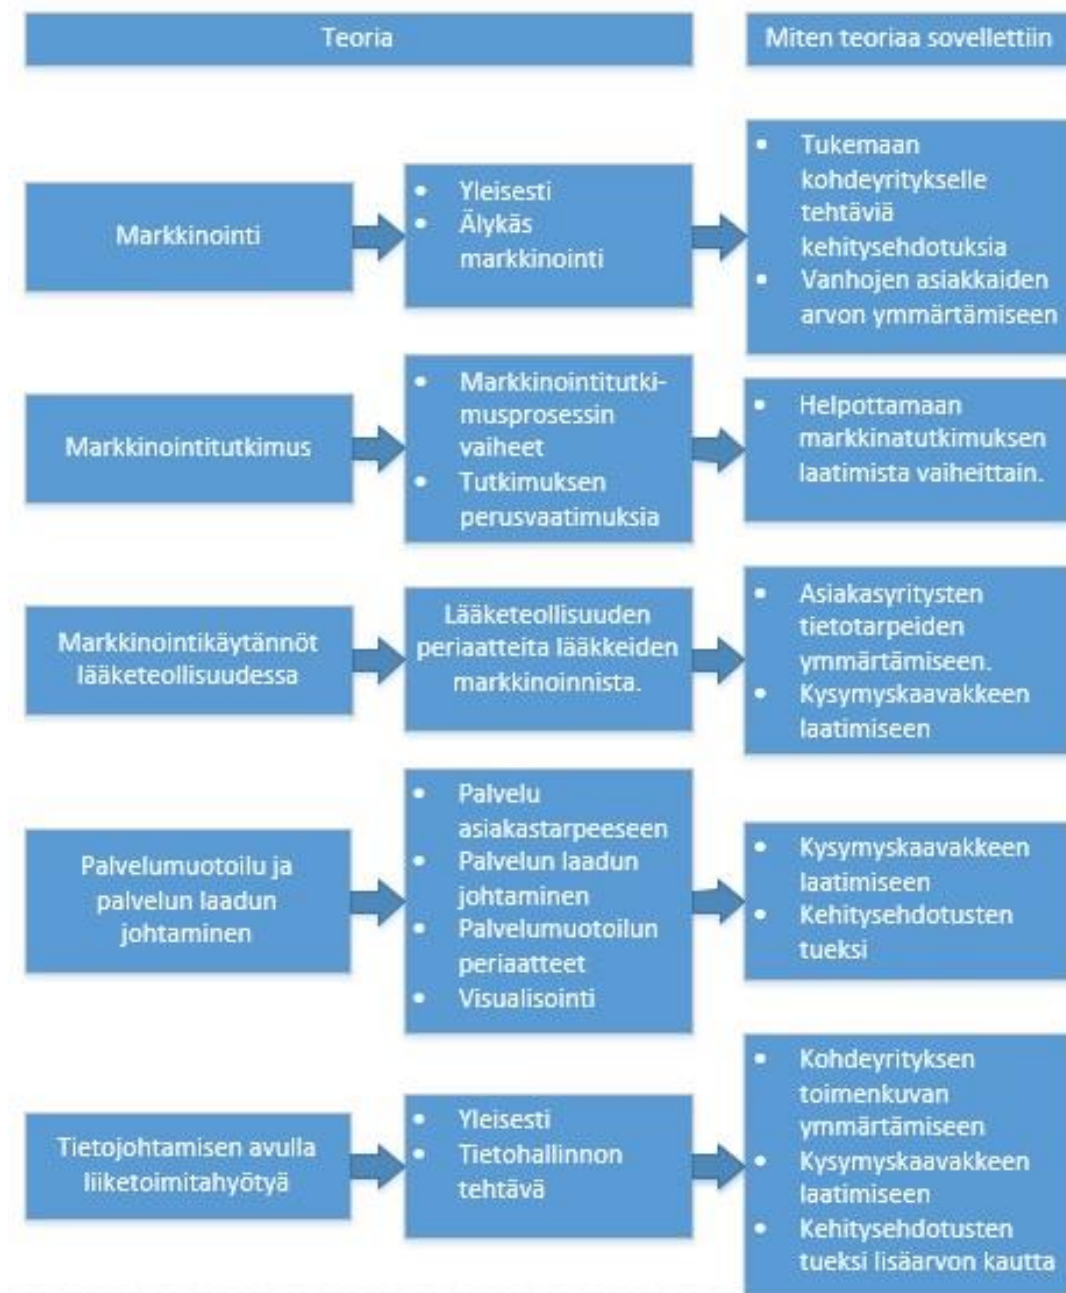 Teoria
Miten teoriaa sovellettiin
Markkinointi
• Yleisesti
• Älykäs
markkinointi
• Tukemaan
kohdeyritykselle
tehtäviä
kehitysehdotuksia
• Vanhojen asiakkaiden
arvon ymmärtämiseen
Markkinointitutkimus
• Markkinointitutki-
musprosessin
vaiheet
• Tutkimuksen
perusvaatimuksia
• Helpottamaan
markkinatutkimuksen
laatimista vaiheittain.
Markkinointikäytännöt
lääketeollisuudessa
Lääketeollisuuden
periaatteita lääkkeiden
markkinoinnista.
• Asiakasyritysten
tietotarpeiden
ymmärtämiseen.
• Kysymyskaavakkeen
laatimiseen
Palvelumuotoilu ja
palvelun laadun
johtaminen
• Palvelu
asiakastarpeeseen
• Palvelun laadun
johtaminen
• Palvelumuotoilun
periaatteet
• Visualisointi
• Kysymyskaavakkeen
laatimiseen
• Kehitysehdotusten
tueksi
Tietojohtamisen avulla
liiketoimitahyötyä
• Yleisesti
• Tietohallinnon
tehtävä
• Kohdeyrityksen
toimenkuvan
ymmärtämiseen
• Kysymyskaavakkeen
laatimiseen
• Kehitysehdotusten
tueksi lisäarvon kautta